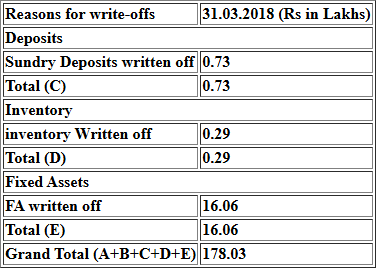 Reasons for write-offs 31.03.2018 (Rs in Lakhs)
Deposits
Sundry Deposits written off 0.73
Total (C) 0.73
Inventory
inventory Written off 0.29
Total (D) 0.29
Fixed Assets
FA written off 16.06
Total (E) 16.06
Grand Total (A+B+C+D+E) 178.03